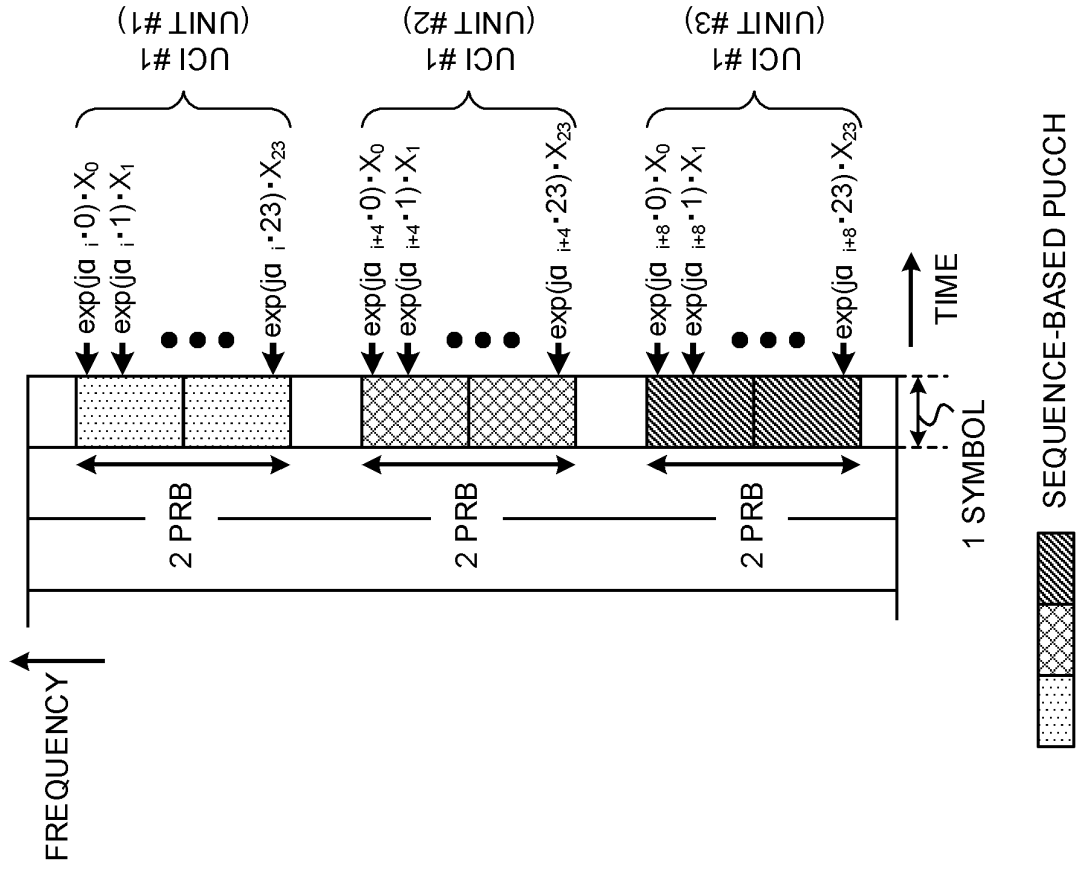 FREQUENCY
2 PRB
exp(jα i·0)·X0
exp(jα i·1)·X1
exp(jα i·23)·X23
UCI #1
(UNIT #1)
2 PRB
exp(jα i+4·0)·X0
exp(jα i+4·1)·X1
exp(jα i+4·23)·X23
UCI #1
(UNIT #2)
2 PRB
exp(jα i+8·0)·X0
exp(jα i+8·1)·X1
exp(jα i+8·23)·X23
UCI #1
(UINIT #3)
1 SYMBOL
TIME
SEQUENCE-BASED PUCCH